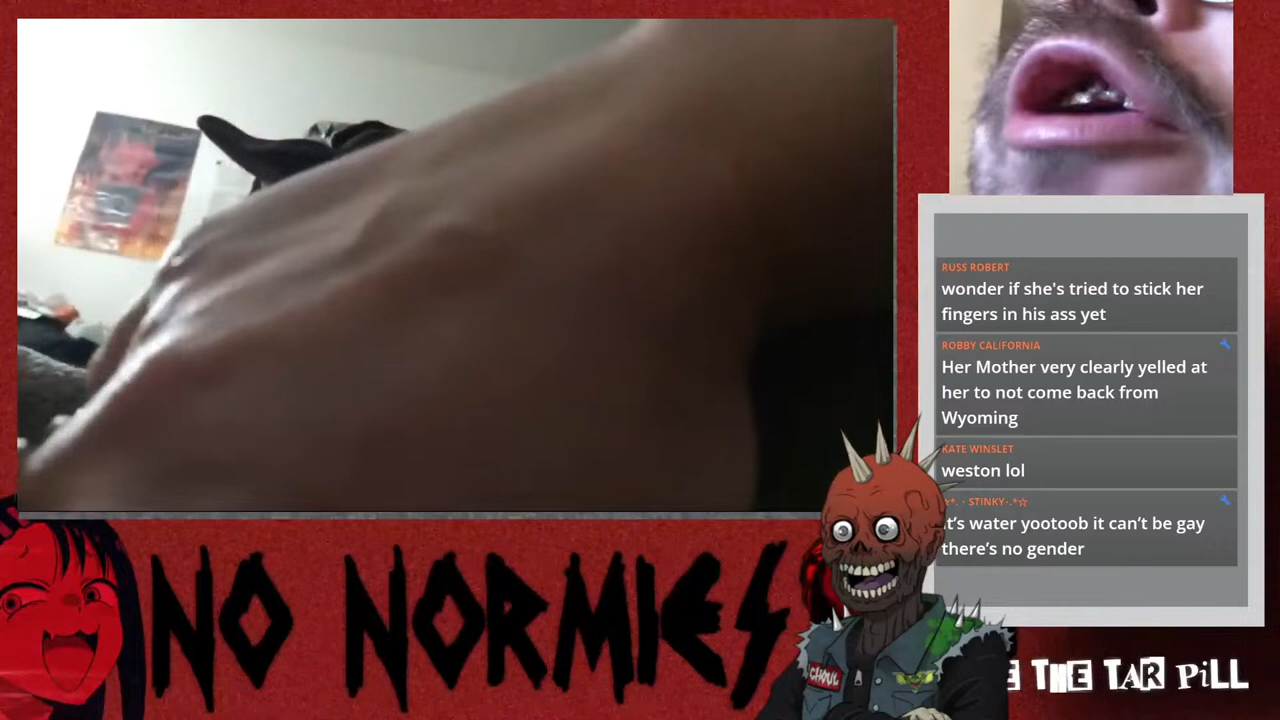 RUSS ROBERT
wonder if she's tried to stick her
fingers in his ass yet
ROBBY CALIFORNIA
Her Mother very clearly yelled at
her to not come back from
Wyoming
KATE WINSLET
weston lol
STINKY
t's water yootoob it can't be gay
there's no gender
NO NORMIES
GHOUL
E THE TAR PiLL